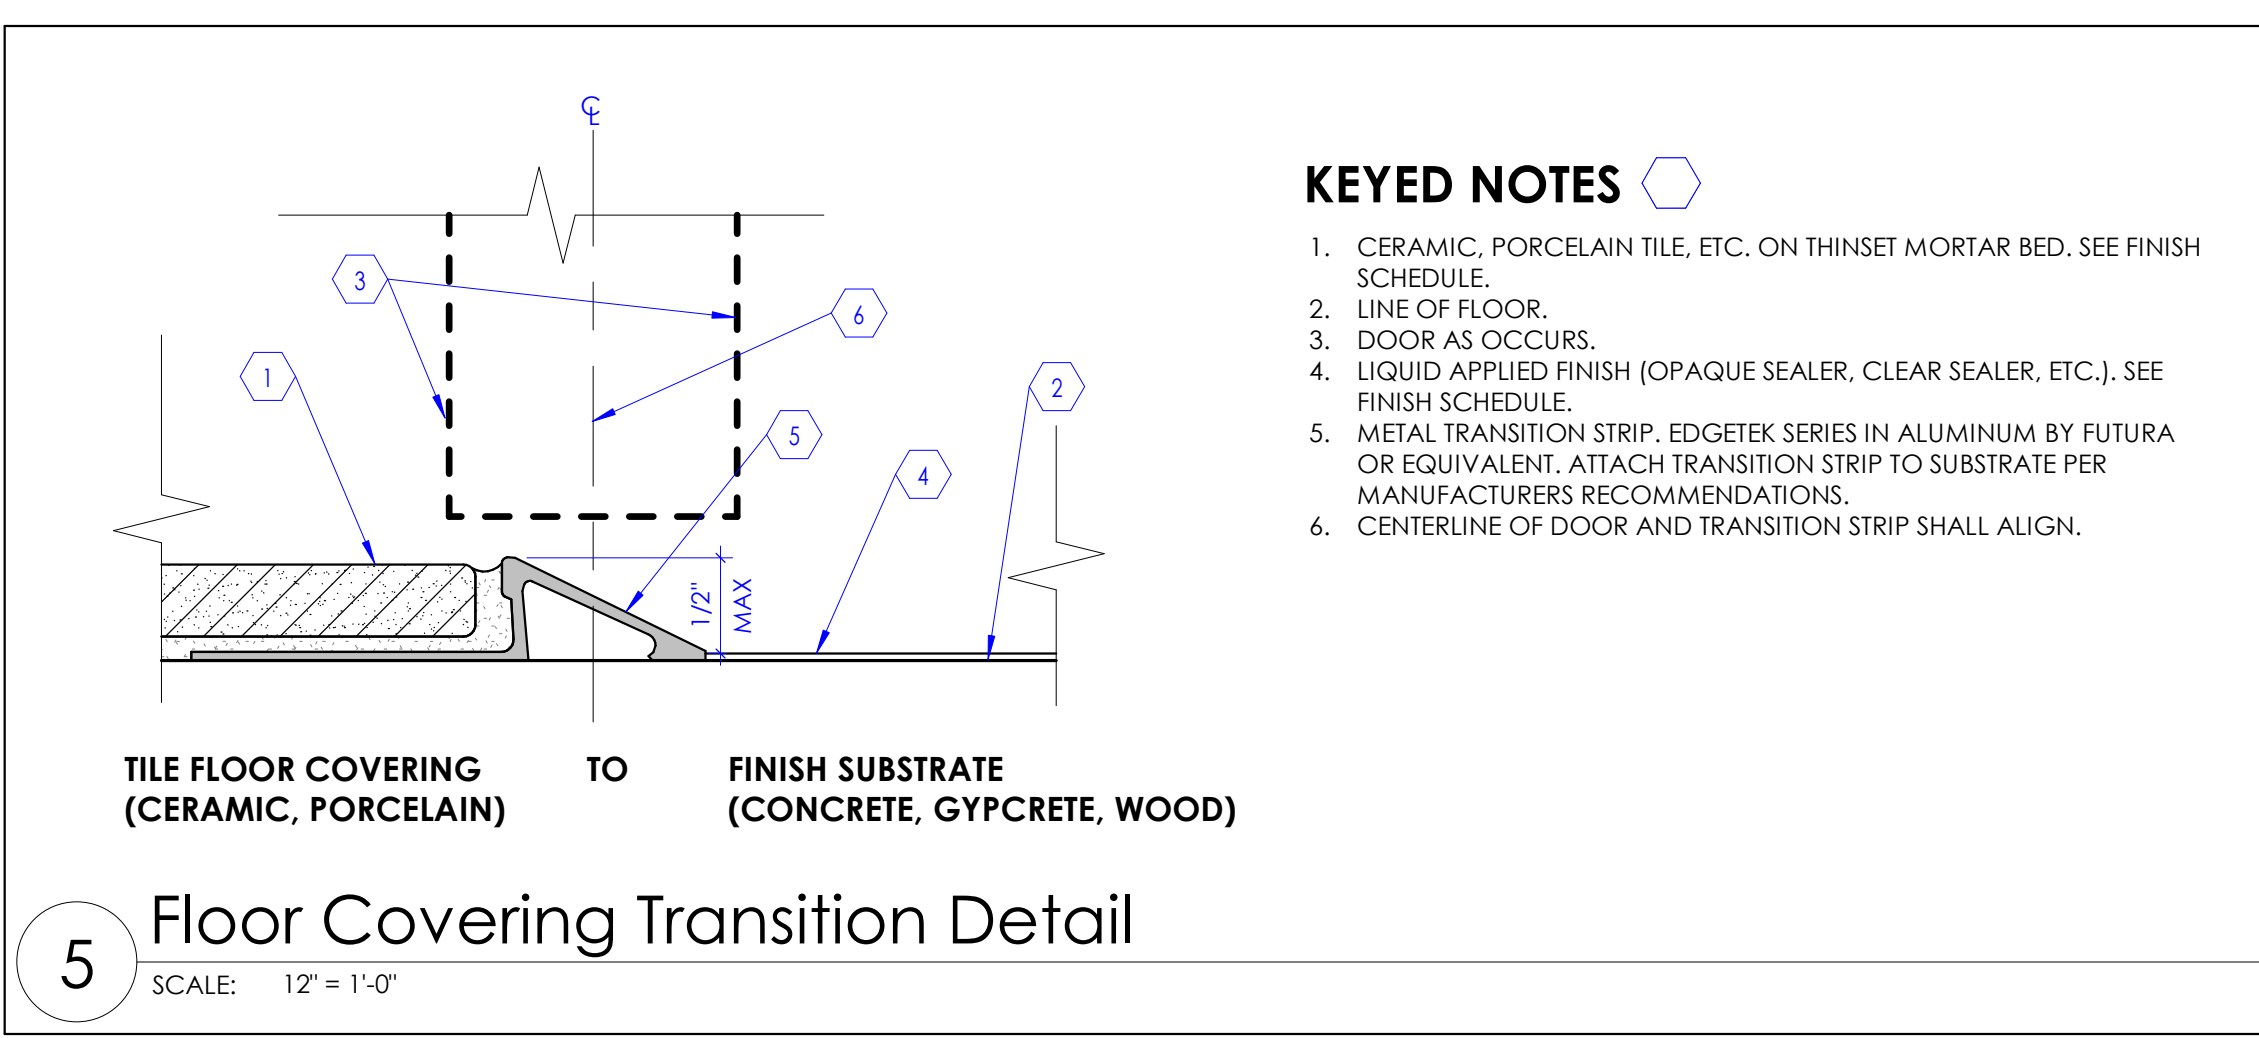 ℄
3
6
1
2
5
4
1/2"
MAX
TILE FLOOR COVERING
(CERAMIC, PORCELAIN)
TO
FINISH SUBSTRATE
(CONCRETE, GYPCRETE, WOOD)
KEYED NOTES
1. CERAMIC, PORCELAIN TILE, ETC. ON THINSET MORTAR BED. SEE FINISH
SCHEDULE.
2. LINE OF FLOOR.
3. DOOR AS OCCURS.
4. LIQUID APPLIED FINISH (OPAQUE SEALER, CLEAR SEALER, ETC.). SEE
FINISH SCHEDULE.
5. METAL TRANSITION STRIP. EDGETEK SERIES IN ALUMINUM BY FUTURA
OR EQUIVALENT. ATTACH TRANSITION STRIP TO SUBSTRATE PER
MANUFACTURERS RECOMMENDATIONS.
6. CENTERLINE OF DOOR AND TRANSITION STRIP SHALL ALIGN.
5
Floor Covering Transition Detail
SCALE: 12" = 1'-0"